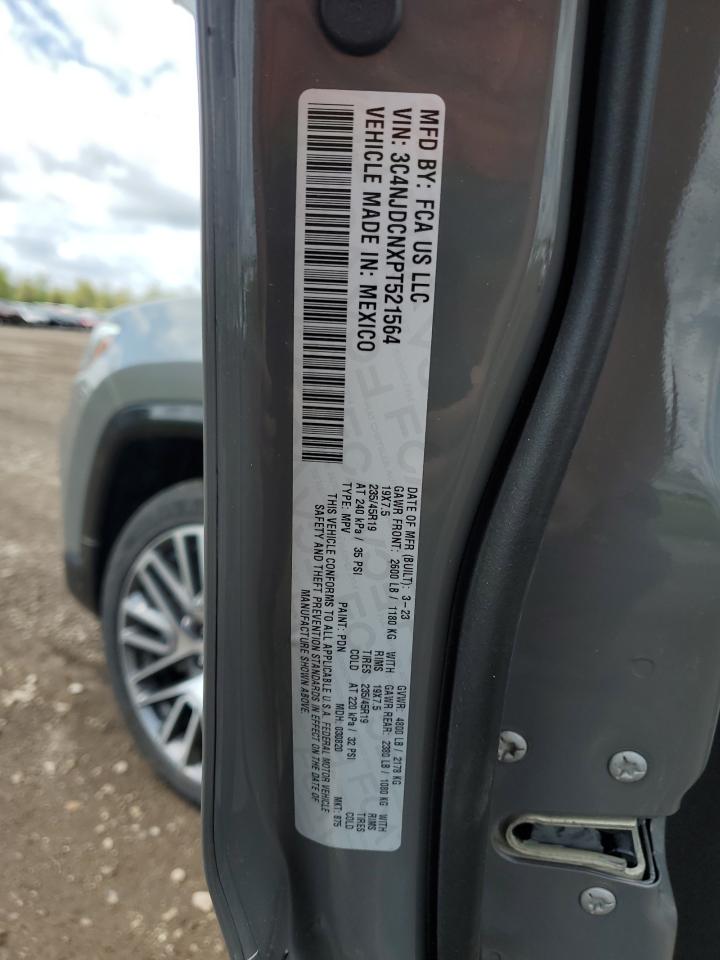 MFD BY: FCA US LLC
VIN: 3C4NJDCNXPT521564
VEHICLE MADE IN: MEXICO
DATE OF MFR (BUILT): 3-23 GVWR: 4800 LB / 2178 KG
GAWR FRONT: 2600 LB / 1180 KG WITH GAWR REAR: 2380 LB / 1080 KG WITH
19X7.5 RIMS 19X7.5 RIMS
235/45R19 TIRES 235/45R19 TIRES
AT 240 kPa / 35 PSI COLD AT 220 kPa / 32 PSI COLD
TYPE: MPV PAINT: PDN MDH: 030820 MKT: 875
THIS VEHICLE CONFORMS TO ALL APPLICABLE U.S.A. FEDERAL MOTOR VEHICLE
SAFETY AND THEFT PREVENTION STANDARDS IN EFFECT ON THE DATE OF
MANUFACTURE SHOWN ABOVE